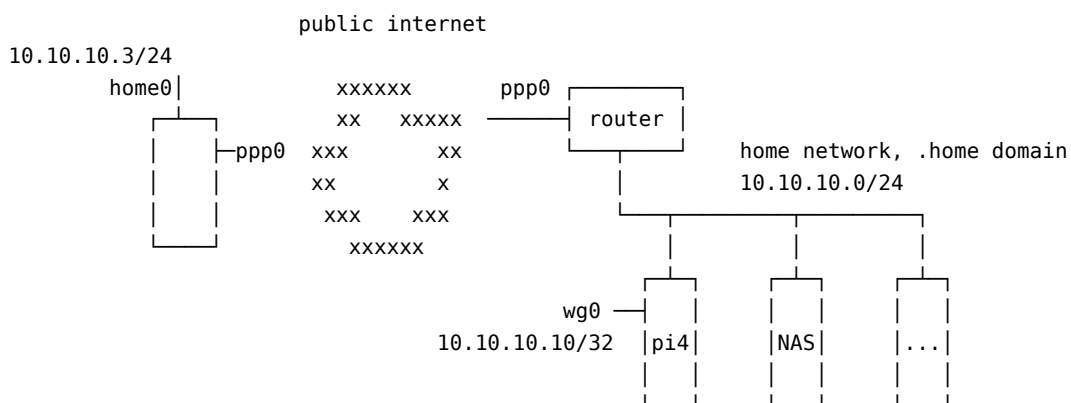 public internet
10.10.10.3/24
home0
xxxxxx ppp0
xx xxxxx router
ppp0 xxx xx home network, .home domain
xx x 10.10.10.0/24
xxx xxx
xxxxxx
wg0
10.10.10.10/32 pi4 NAS ...